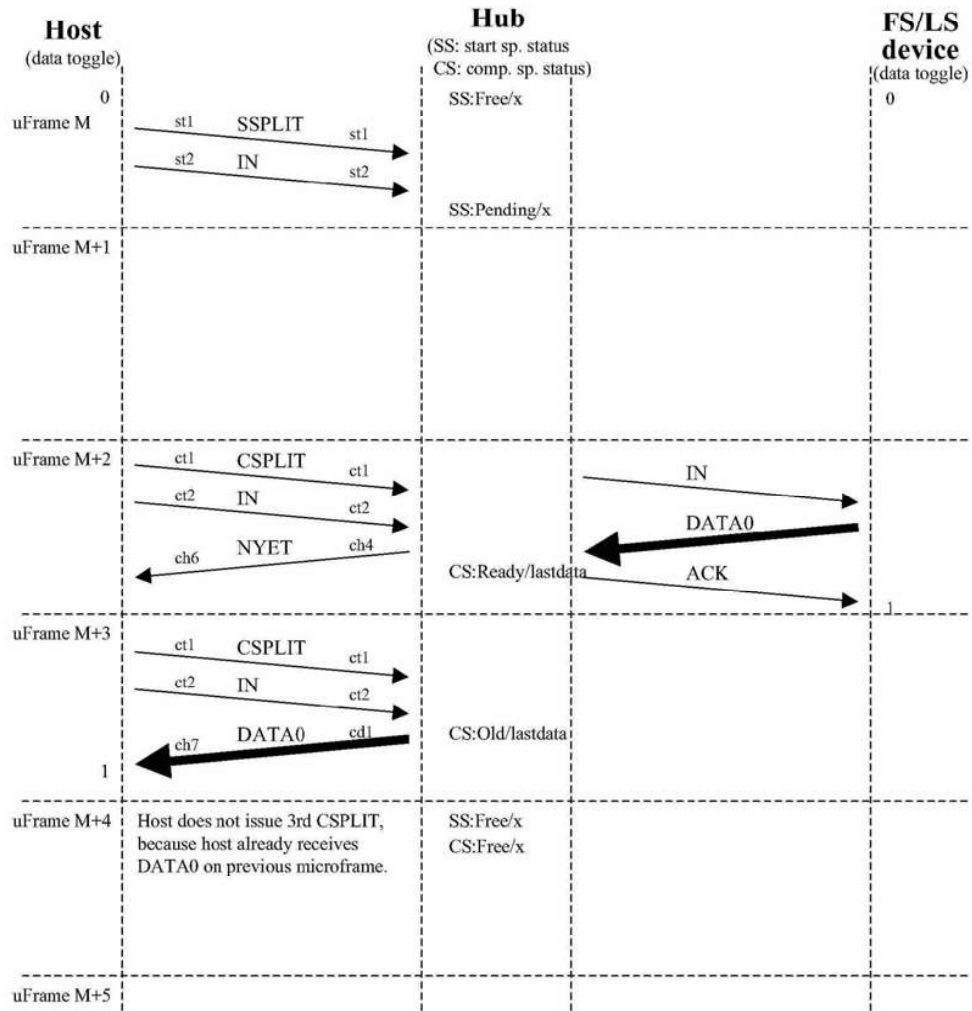 Host
(data toggle)
Hub
(SS: start sp. status
CS: comp. sp. status)
FS/LS
device
(data toggle)
0
SS:Free/x
0
uFrame M
st1 SSPLIT st1
st2 IN st2
SS:Pending/x
uFrame M+1
uFrame M+2
ct1 CSPLIT ct1
IN
ct2 IN ct2
DATA0
ch6 NYET ch4
CS:Ready/lastdata
ACK
1
uFrame M+3
ct1 CSPLIT ct1
ct2 IN ct2
ch7 DATA0 cd1
CS:Old/lastdata
1
uFrame M+4
Host does not issue 3rd CSPLIT,
because host already receives
DATA0 on previous microframe.
SS:Free/x
CS:Free/x
uFrame M+5